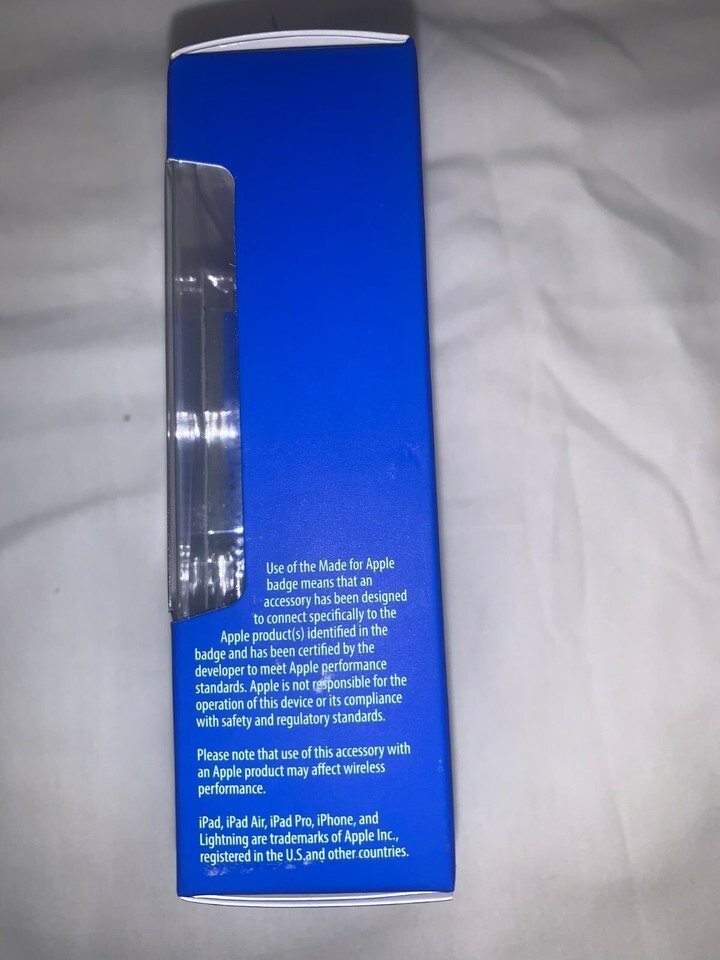 Use of the Made for Apple
badge means that an
accessory has been designed
to connect specifically to the
Apple product(s) identified in the
badge and has been certified by the
developer to meet Apple performance
standards. Apple is not responsible for the
operation of this device or its compliance
with safety and regulatory standards.
Please note that use of this accessory with
an Apple product may affect wireless
performance.
iPad, iPad Air, iPad Pro, iPhone, and
Lightning are trademarks of Apple Inc.,
registered in the U.S.and other countries.